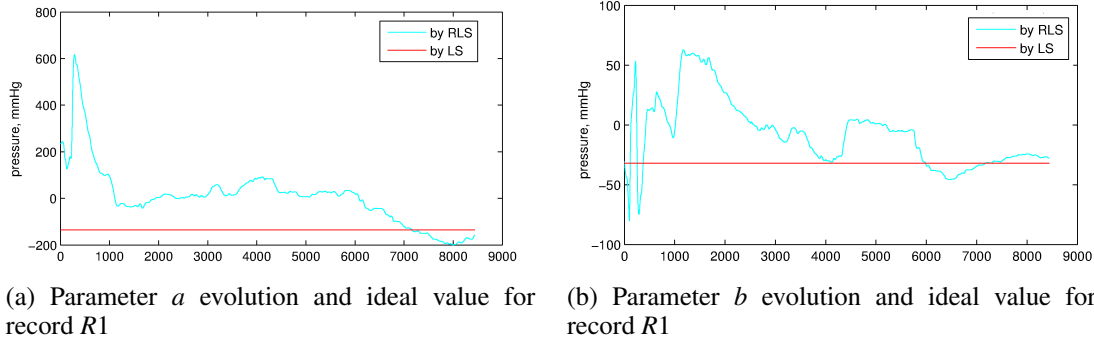 800
600
400
200
0
−200
pressure, mmHg
by RLS
by LS
0 1000 2000 3000 4000 5000 6000 7000 8000 9000
(a) Parameter a evolution and ideal value for
record R1
100
50
0
−50
−100
pressure, mmHg
by RLS
by LS
0 1000 2000 3000 4000 5000 6000 7000 8000 9000
(b) Parameter b evolution and ideal value for
record R1